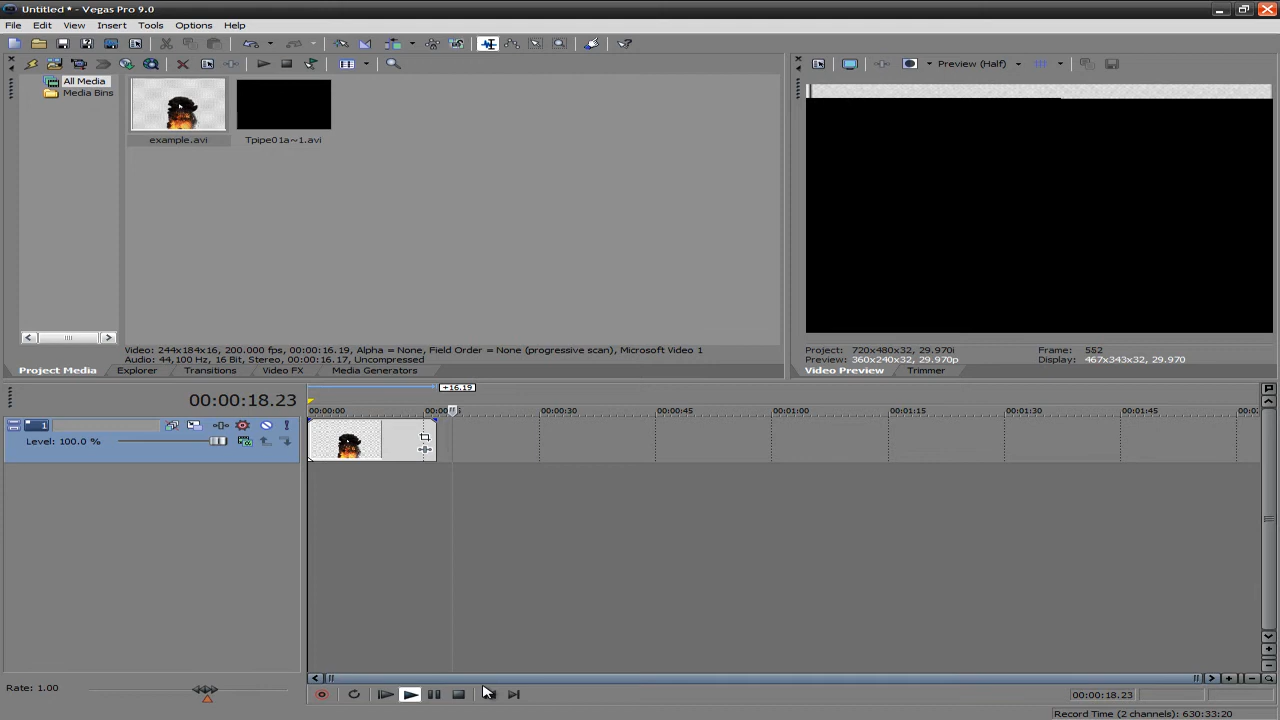 Untitled * - Vegas Pro 9.0
File Edit View Insert Tools Options Help
Preview (Half)
All Media
Media Bins
example.avi
Tpipe01a~1.avi
Video: 244x184x16, 200.000 fps, 00:00:16.19, Alpha = None, Field Order = None (progressive scan), Microsoft Video 1
Audio: 44,100 Hz, 16 Bit, Stereo, 00:00:16.17, Uncompressed
Project: 720x480x32, 29.970i
Frame: 552
Preview: 360x240x32, 29.970p
Display: 467x343x32, 29.970
Project Media Explorer Transitions Video FX Media Generators
Video Preview Trimmer
00:00:18.23
+16.19
00:00:00 00:00:30 00:00:45 00:01:00 00:01:15 00:01:30 00:01:45
1
Level: 100.0 %
Rate: 1.00
00:00:18.23
Record Time (2 channels): 630:33:20